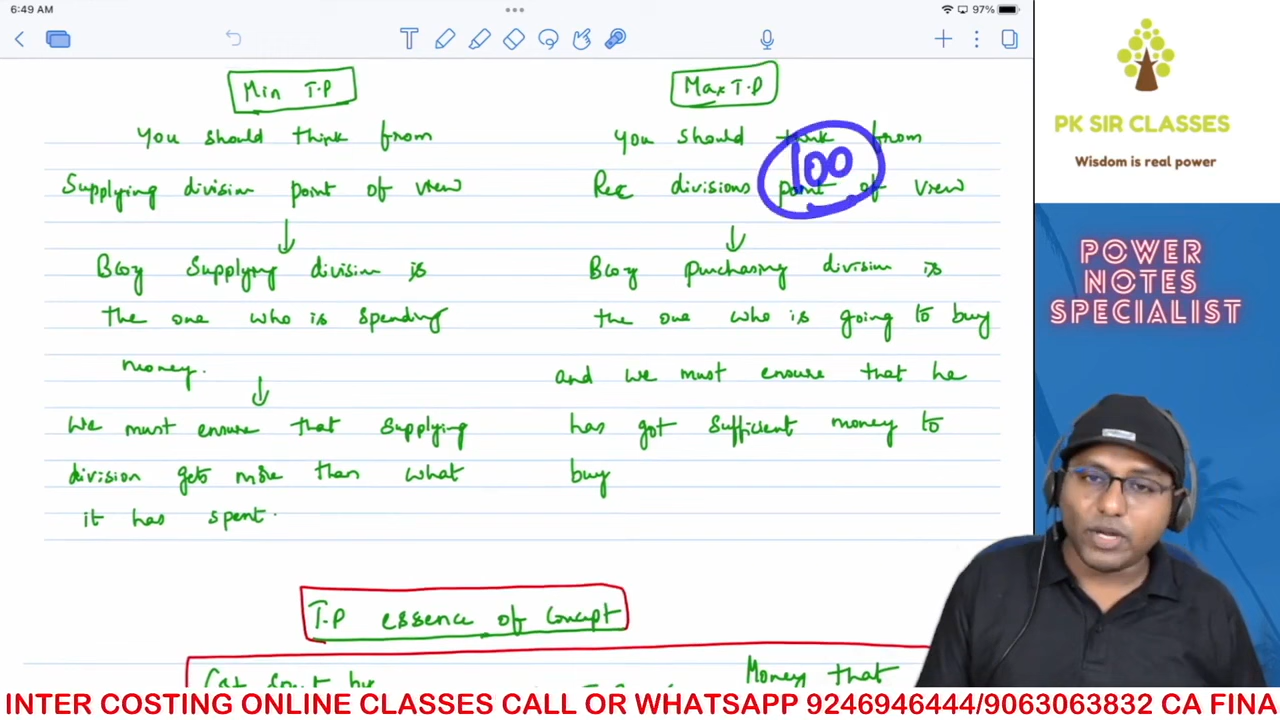 6:49 AM
97%
T
Min T.P
You should think from
Supplying division point of view
Bcoz Supplying division is
the one who is spending
money.
We must ensure that supplying
division gets more than what
it has spent.
Max T.P
You should think from
Rec divisions point of view
100
Bcoz purchasing division is
the one who is going to buy
and we must ensure that he
has got sufficient money to
buy
T.P essence of concept
Cost spent by
Money that
PK SIR CLASSES
Wisdom is real power
POWER
NOTES
SPECIALIST
INTER COSTING ONLINE CLASSES CALL OR WHATSAPP 9246946444/9063063832 CA FINA